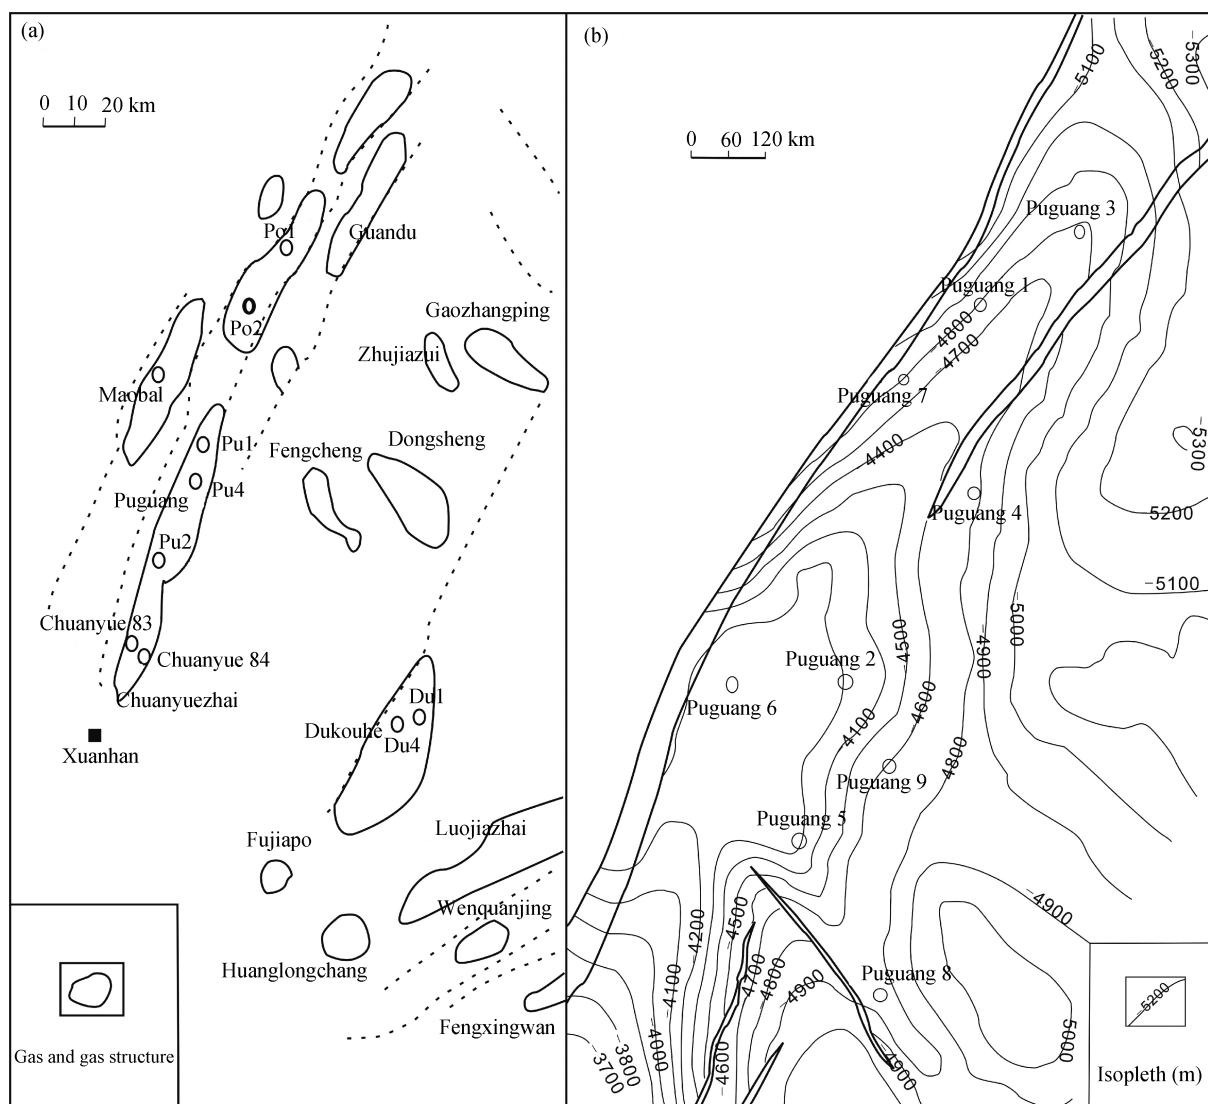 (a)
0 10 20 km
Po1
Guandu
Po2
Gaozhangping
Zhujiazui
Maobal
Pu1
Fengcheng
Dongsheng
Puguang
Pu4
Pu2
Chuanyue 83
Chuanyue 84
Chuanyuezhai
Xuanhan
Du1
Dukouhe
Du4
Luojiazhai
Fujiapo
Wenquanjing
Huanglongchang
Fengxingwan
Gas and gas structure
(b)
0 60 120 km
-5100
-5200
-5300
Puguang 3
Puguang 1
-4800
-4700
Puguang 7
4400
-5300
Puguang 4
5200
-5100
-5000
-4900
4500
Puguang 2
Puguang 6
-4600
4100
4800
Puguang 9
Puguang 5
-4900
-4200
-4500
4700
-4800
-4900
Puguang 8
-4100
-4000
-3800
-3700
-4600
-4900
5000
-5200
Isopleth (m)